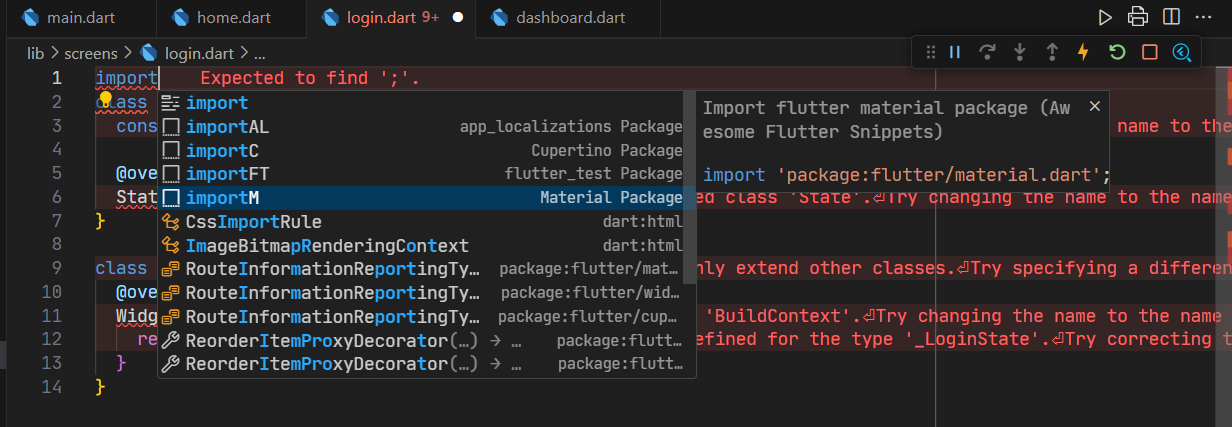 main.dart home.dart login.dart 9+ dashboard.dart
lib > screens > login.dart > ...
1 import Expected to find ';'.
2 class
import
Import flutter material package (Aw
3 cons
importAL app_localizations Package
esome Flutter Snippets)
name to the
4
importC Cupertino Package
5 @ove
importFT flutter_test Package
import 'package:flutter/material.dart';
6 Stat
importM Material Package
ed class 'State'.⏎Try changing the name to the name
7 }
CssImportRule dart:html
8
ImageBitmapRenderingContext dart:html
9 class
RouteInformationReportingTy… package:flutter/mat…
nly extend other classes.⏎Try specifying a differen
10 @ove
RouteInformationReportingTy… package:flutter/wid…
11 Widg
RouteInformationReportingTy… package:flutter/cup…
'BuildContext'.⏎Try changing the name to the name
12 re
ReorderItemProxyDecorator(…) → … package:flutt…
efined for the type '_LoginState'.⏎Try correcting t
13 }
ReorderItemProxyDecorator(…) → … package:flutt…
14 }